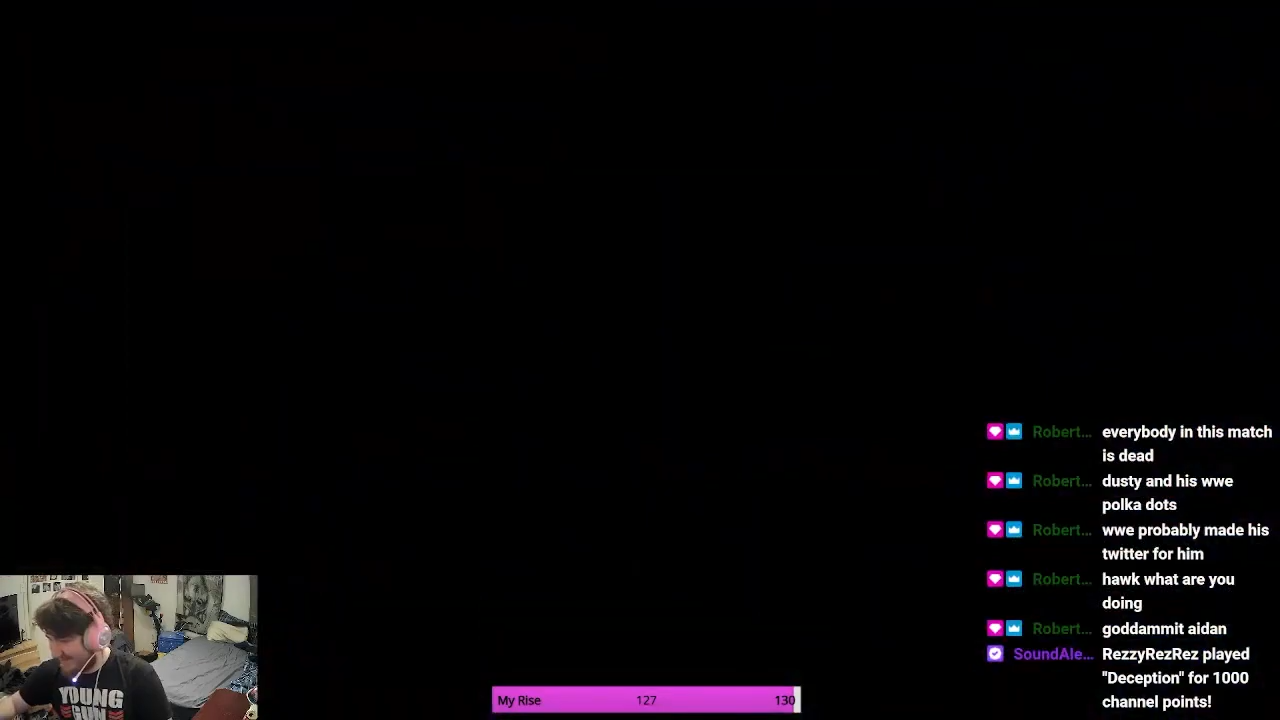 Robert... everybody in this match
is dead
Robert... dusty and his wwe
polka dots
Robert... wwe probably made his
twitter for him
Robert... hawk what are you
doing
Robert... goddammit aidan
SoundAle... RezzyRezRez played
"Deception" for 1000
channel points!
YOUNG
GUN
My Rise 127 130